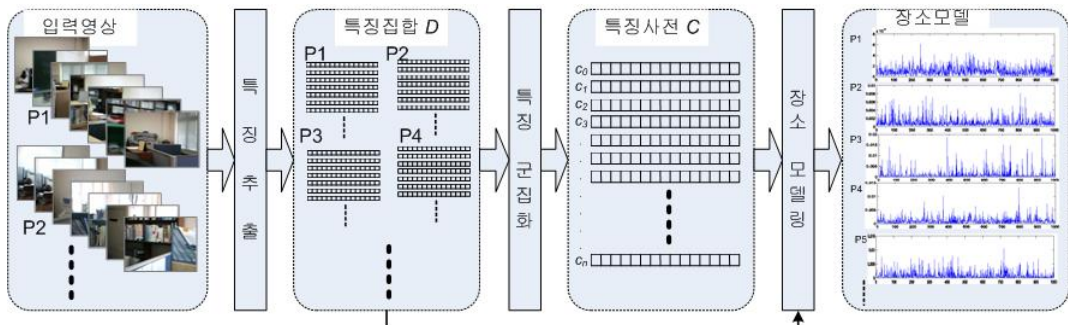 입력영상
P1
P2
특징추출
특징집합 D
P1
P2
P3
P4
특징 군집화
특징사전 C
c0
c1
c2
c3
cn
장소 모델링
장소모델
P1
P2
P3
P4
P5